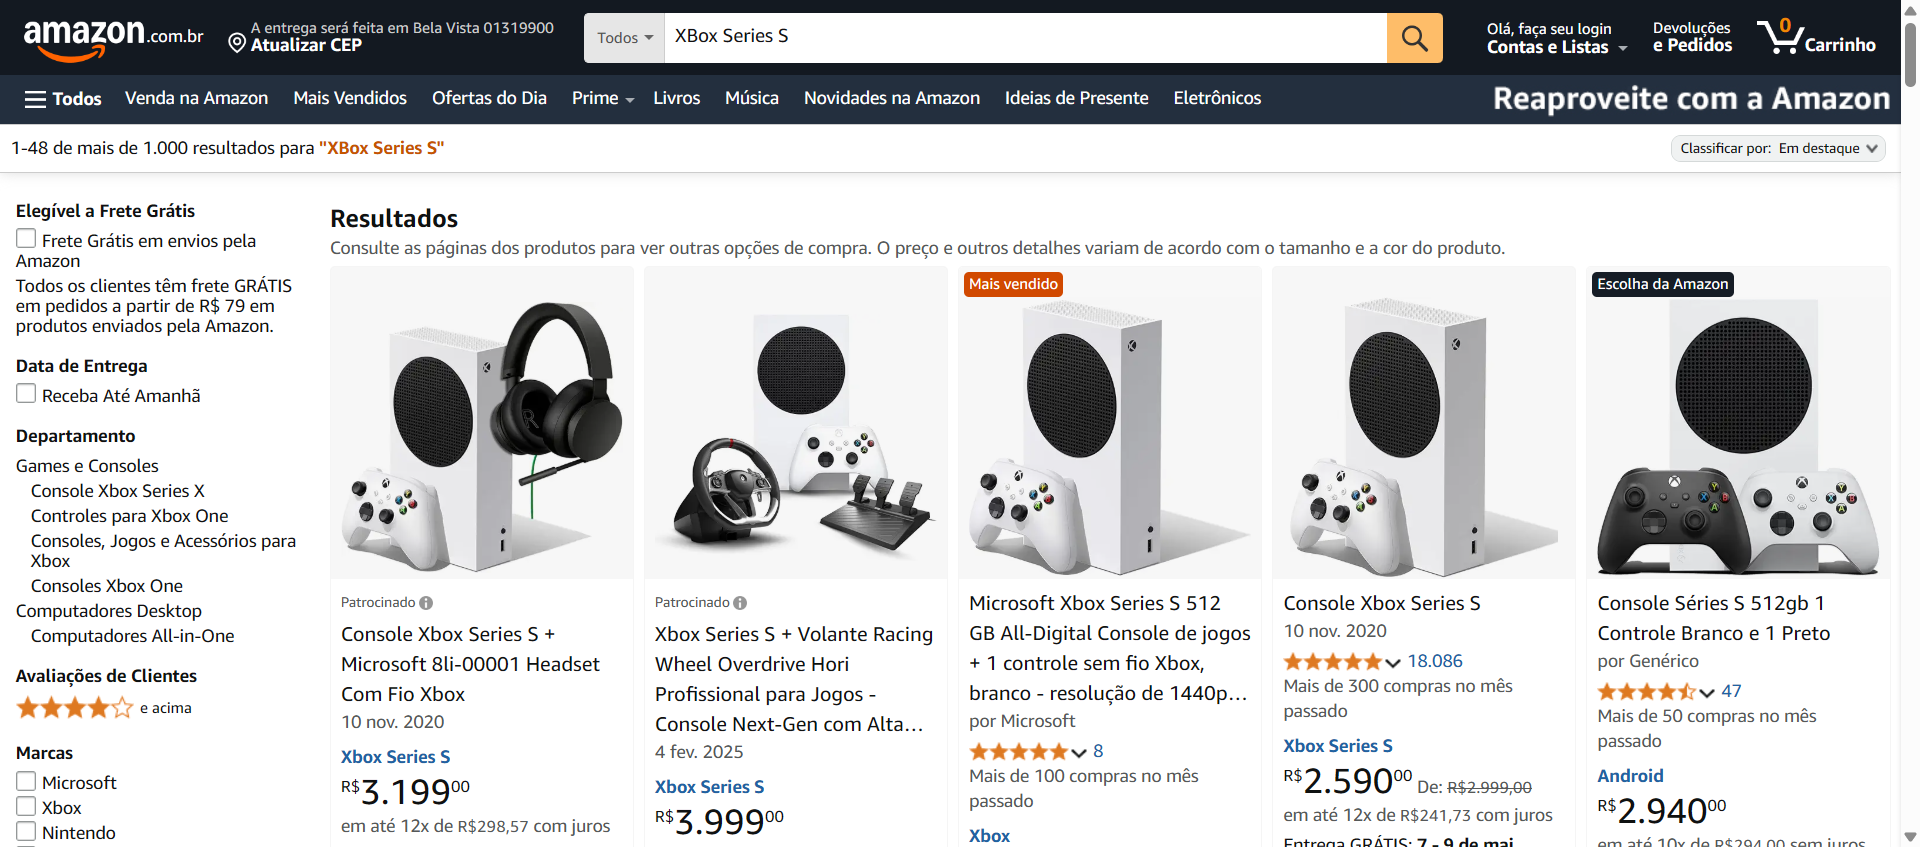 amazon.com.br
A entrega será feita em Bela Vista 01319900
Atualizar CEP
Todos
XBox Series S
Olá, faça seu login
Contas e Listas
Devoluções
e Pedidos
0
Carrinho
Todos
Venda na Amazon
Mais Vendidos
Ofertas do Dia
Prime
Livros
Música
Novidades na Amazon
Ideias de Presente
Eletrônicos
Reaproveite com a Amazon
1-48 de mais de 1.000 resultados para "XBox Series S"
Classificar por: Em destaque
Elegível a Frete Grátis
Frete Grátis em envios pela
Amazon
Todos os clientes têm frete GRÁTIS
em pedidos a partir de R$ 79 em
produtos enviados pela Amazon.
Data de Entrega
Receba Até Amanhã
Departamento
Games e Consoles
Console Xbox Series X
Controles para Xbox One
Consoles, Jogos e Acessórios para
Xbox
Consoles Xbox One
Computadores Desktop
Computadores All-in-One
Avaliações de Clientes
e acima
Marcas
Microsoft
Xbox
Nintendo
Resultados
Consulte as páginas dos produtos para ver outras opções de compra. O preço e outros detalhes variam de acordo com o tamanho e a cor do produto.
Patrocinado
Console Xbox Series S +
Microsoft 8li-00001 Headset
Com Fio Xbox
10 nov. 2020
Xbox Series S
R$3.19900
em até 12x de R$298,57 com juros
Patrocinado
Xbox Series S + Volante Racing
Wheel Overdrive Hori
Profissional para Jogos -
Console Next-Gen com Alta…
4 fev. 2025
Xbox Series S
R$3.99900
Mais vendido
Microsoft Xbox Series S 512
GB All-Digital Console de jogos
+ 1 controle sem fio Xbox,
branco - resolução de 1440p…
por Microsoft
8
Mais de 100 compras no mês
passado
Xbox
Console Xbox Series S
10 nov. 2020
18.086
Mais de 300 compras no mês
passado
Xbox Series S
R$2.59000 De: R$2.999,00
em até 12x de R$241,73 com juros
Entrega GRÁTIS: 7 - 9 de mai
Escolha da Amazon
Console Séries S 512gb 1
Controle Branco e 1 Preto
por Genérico
47
Mais de 50 compras no mês
passado
Android
R$2.94000
em até 10x de R$294,00 sem juros